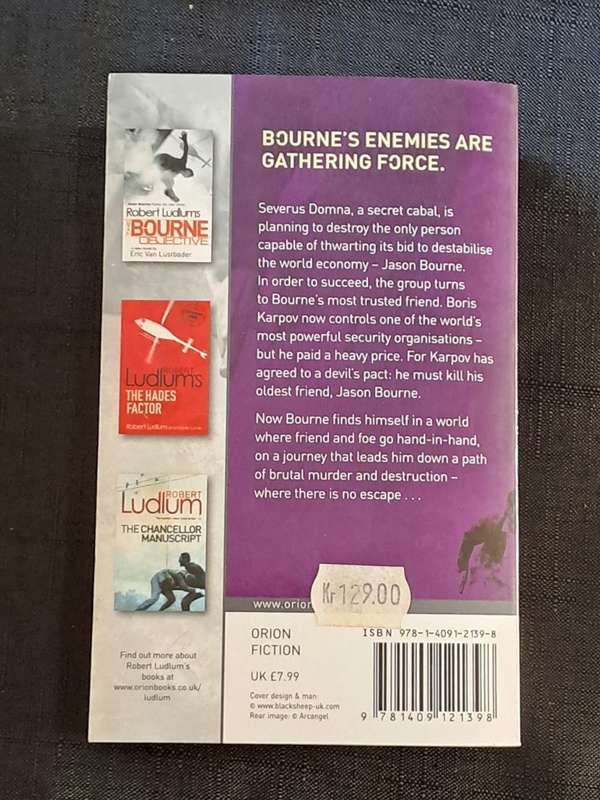 BOURNE'S ENEMIES ARE
GATHERING FORCE.
Severus Domna, a secret cabal, is
planning to destroy the only person
capable of thwarting its bid to destabilise
the world economy – Jason Bourne.
In order to succeed, the group turns
to Bourne's most trusted friend. Boris
Karpov now controls one of the world's
most powerful security organisations –
but he paid a heavy price. For Karpov has
agreed to a devil's pact: he must kill his
oldest friend, Jason Bourne.
Now Bourne finds himself in a world
where friend and foe go hand-in-hand,
on a journey that leads him down a path
of brutal murder and destruction –
where there is no escape . . .
Robert Ludlum's
THE
BOURNE
OBJECTIVE
Eric Van Lustbader
ROBERT
Ludlum's
THE HADES
FACTOR
Robert Ludlum
ROBERT
Ludlum
THE CHANCELLOR
MANUSCRIPT
Find out more about
Robert Ludlum's
books at
www.orionbooks.co.uk/
ludlum
www.orion
Kr 129.00
ORION
FICTION
UK £7.99
Cover design & man:
© www.blacksheep-uk.com
Rear image: © Arcangel
ISBN 978-1-4091-2139-8
9 781409 121398